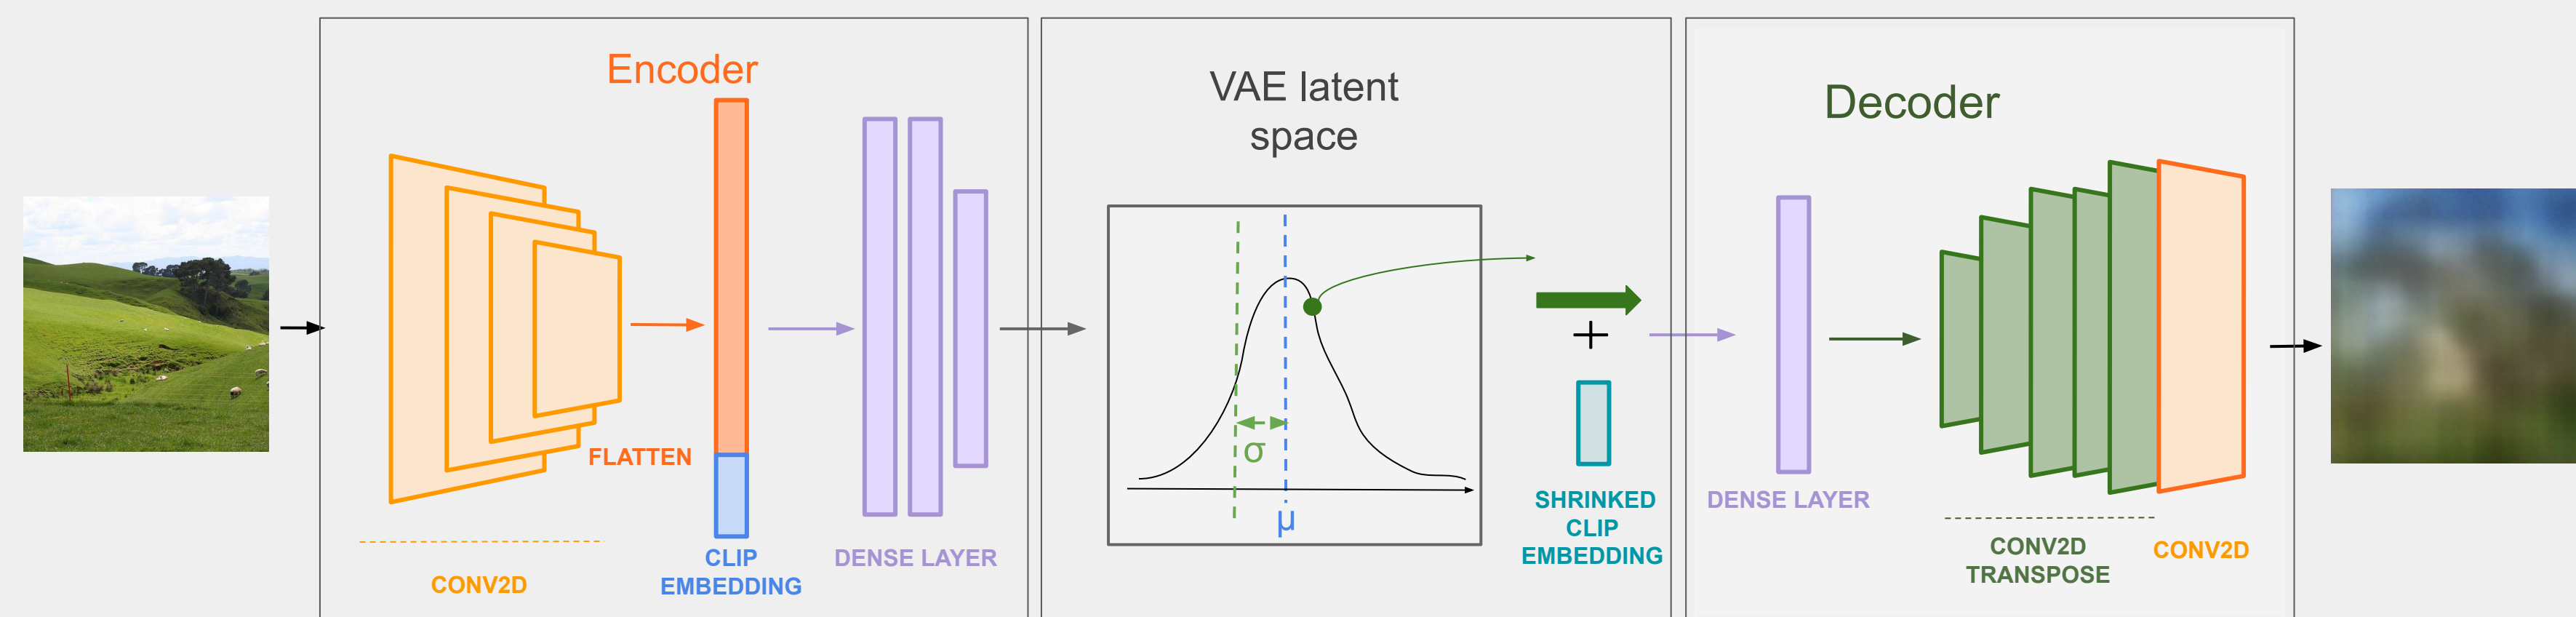 Encoder
FLATTEN
CONV2D
CLIP
EMBEDDING
DENSE LAYER
VAE latent
space
σ
μ
+
SHRINKED
CLIP
EMBEDDING
Decoder
DENSE LAYER
CONV2D
TRANSPOSE
CONV2D